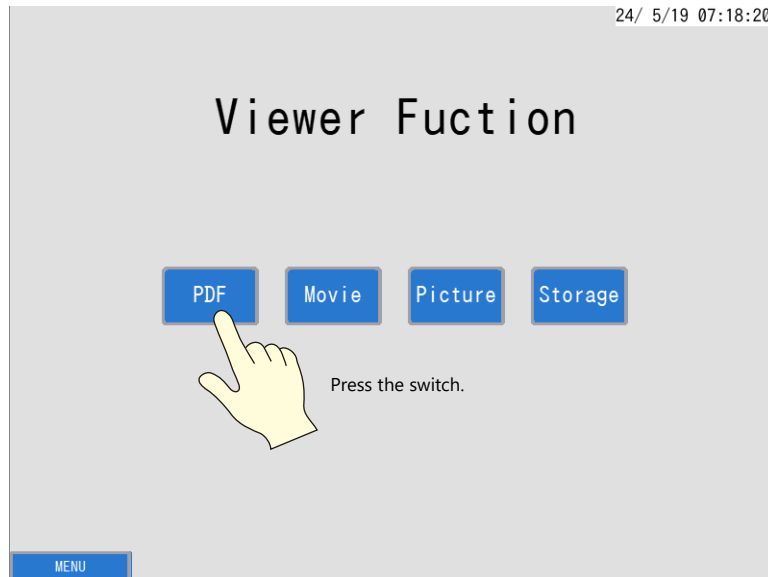 24/ 5/19 07:18:20
Viewer Fuction
PDF Movie Picture Storage
Press the switch.
MENU